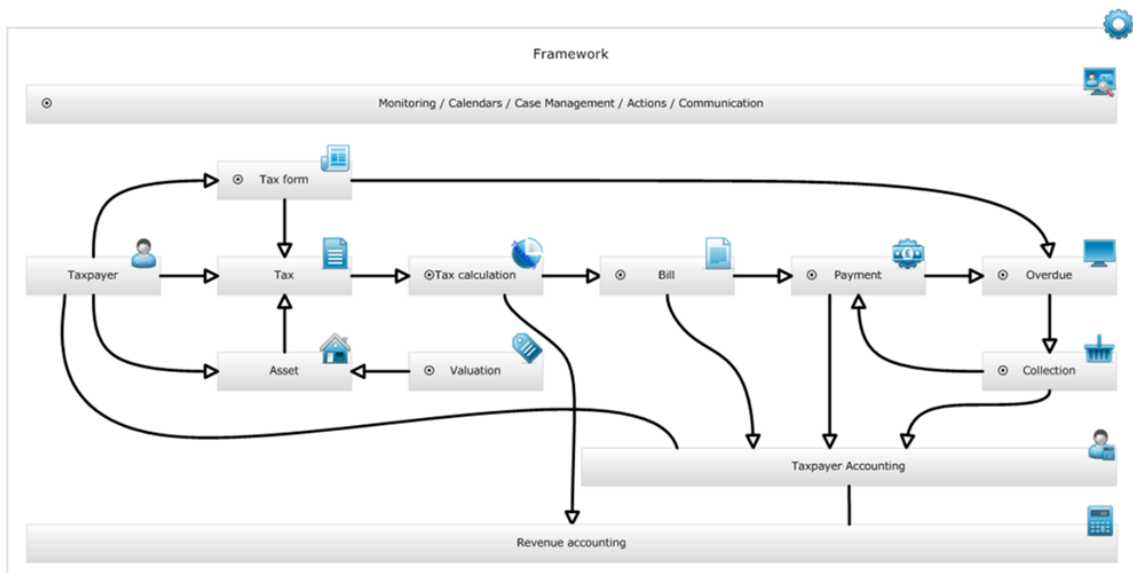 Framework
Monitoring / Calendars / Case Management / Actions / Communication
Tax form
Taxpayer
Tax
Tax calculation
Bill
Payment
Overdue
Asset
Valuation
Collection
Taxpayer Accounting
Revenue accounting